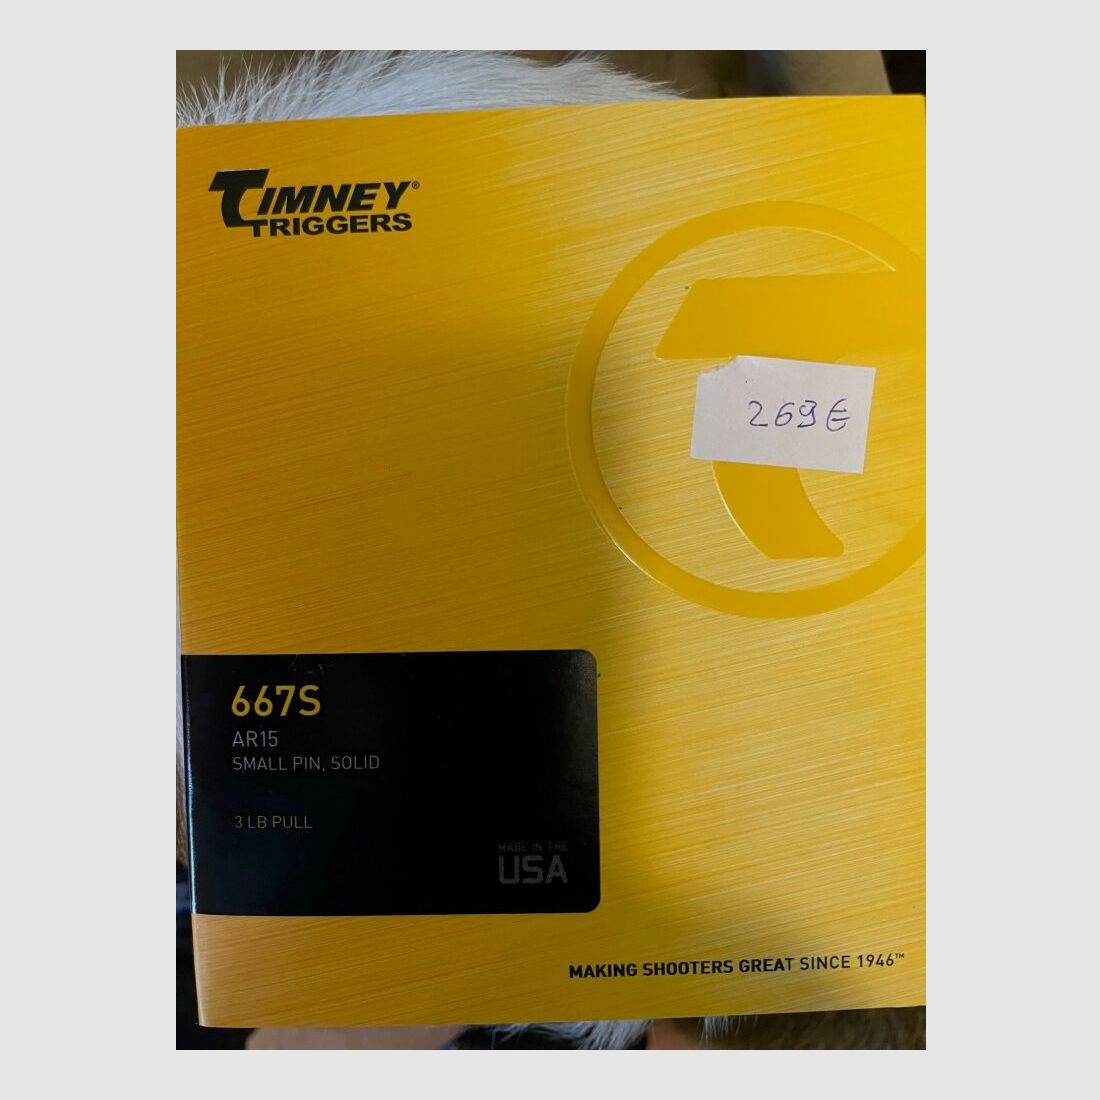 TIMNEY®
TRIGGERS
269€
667S
AR15
SMALL PIN, SOLID
3 LB PULL
MADE IN THE
USA
MAKING SHOOTERS GREAT SINCE 1946™